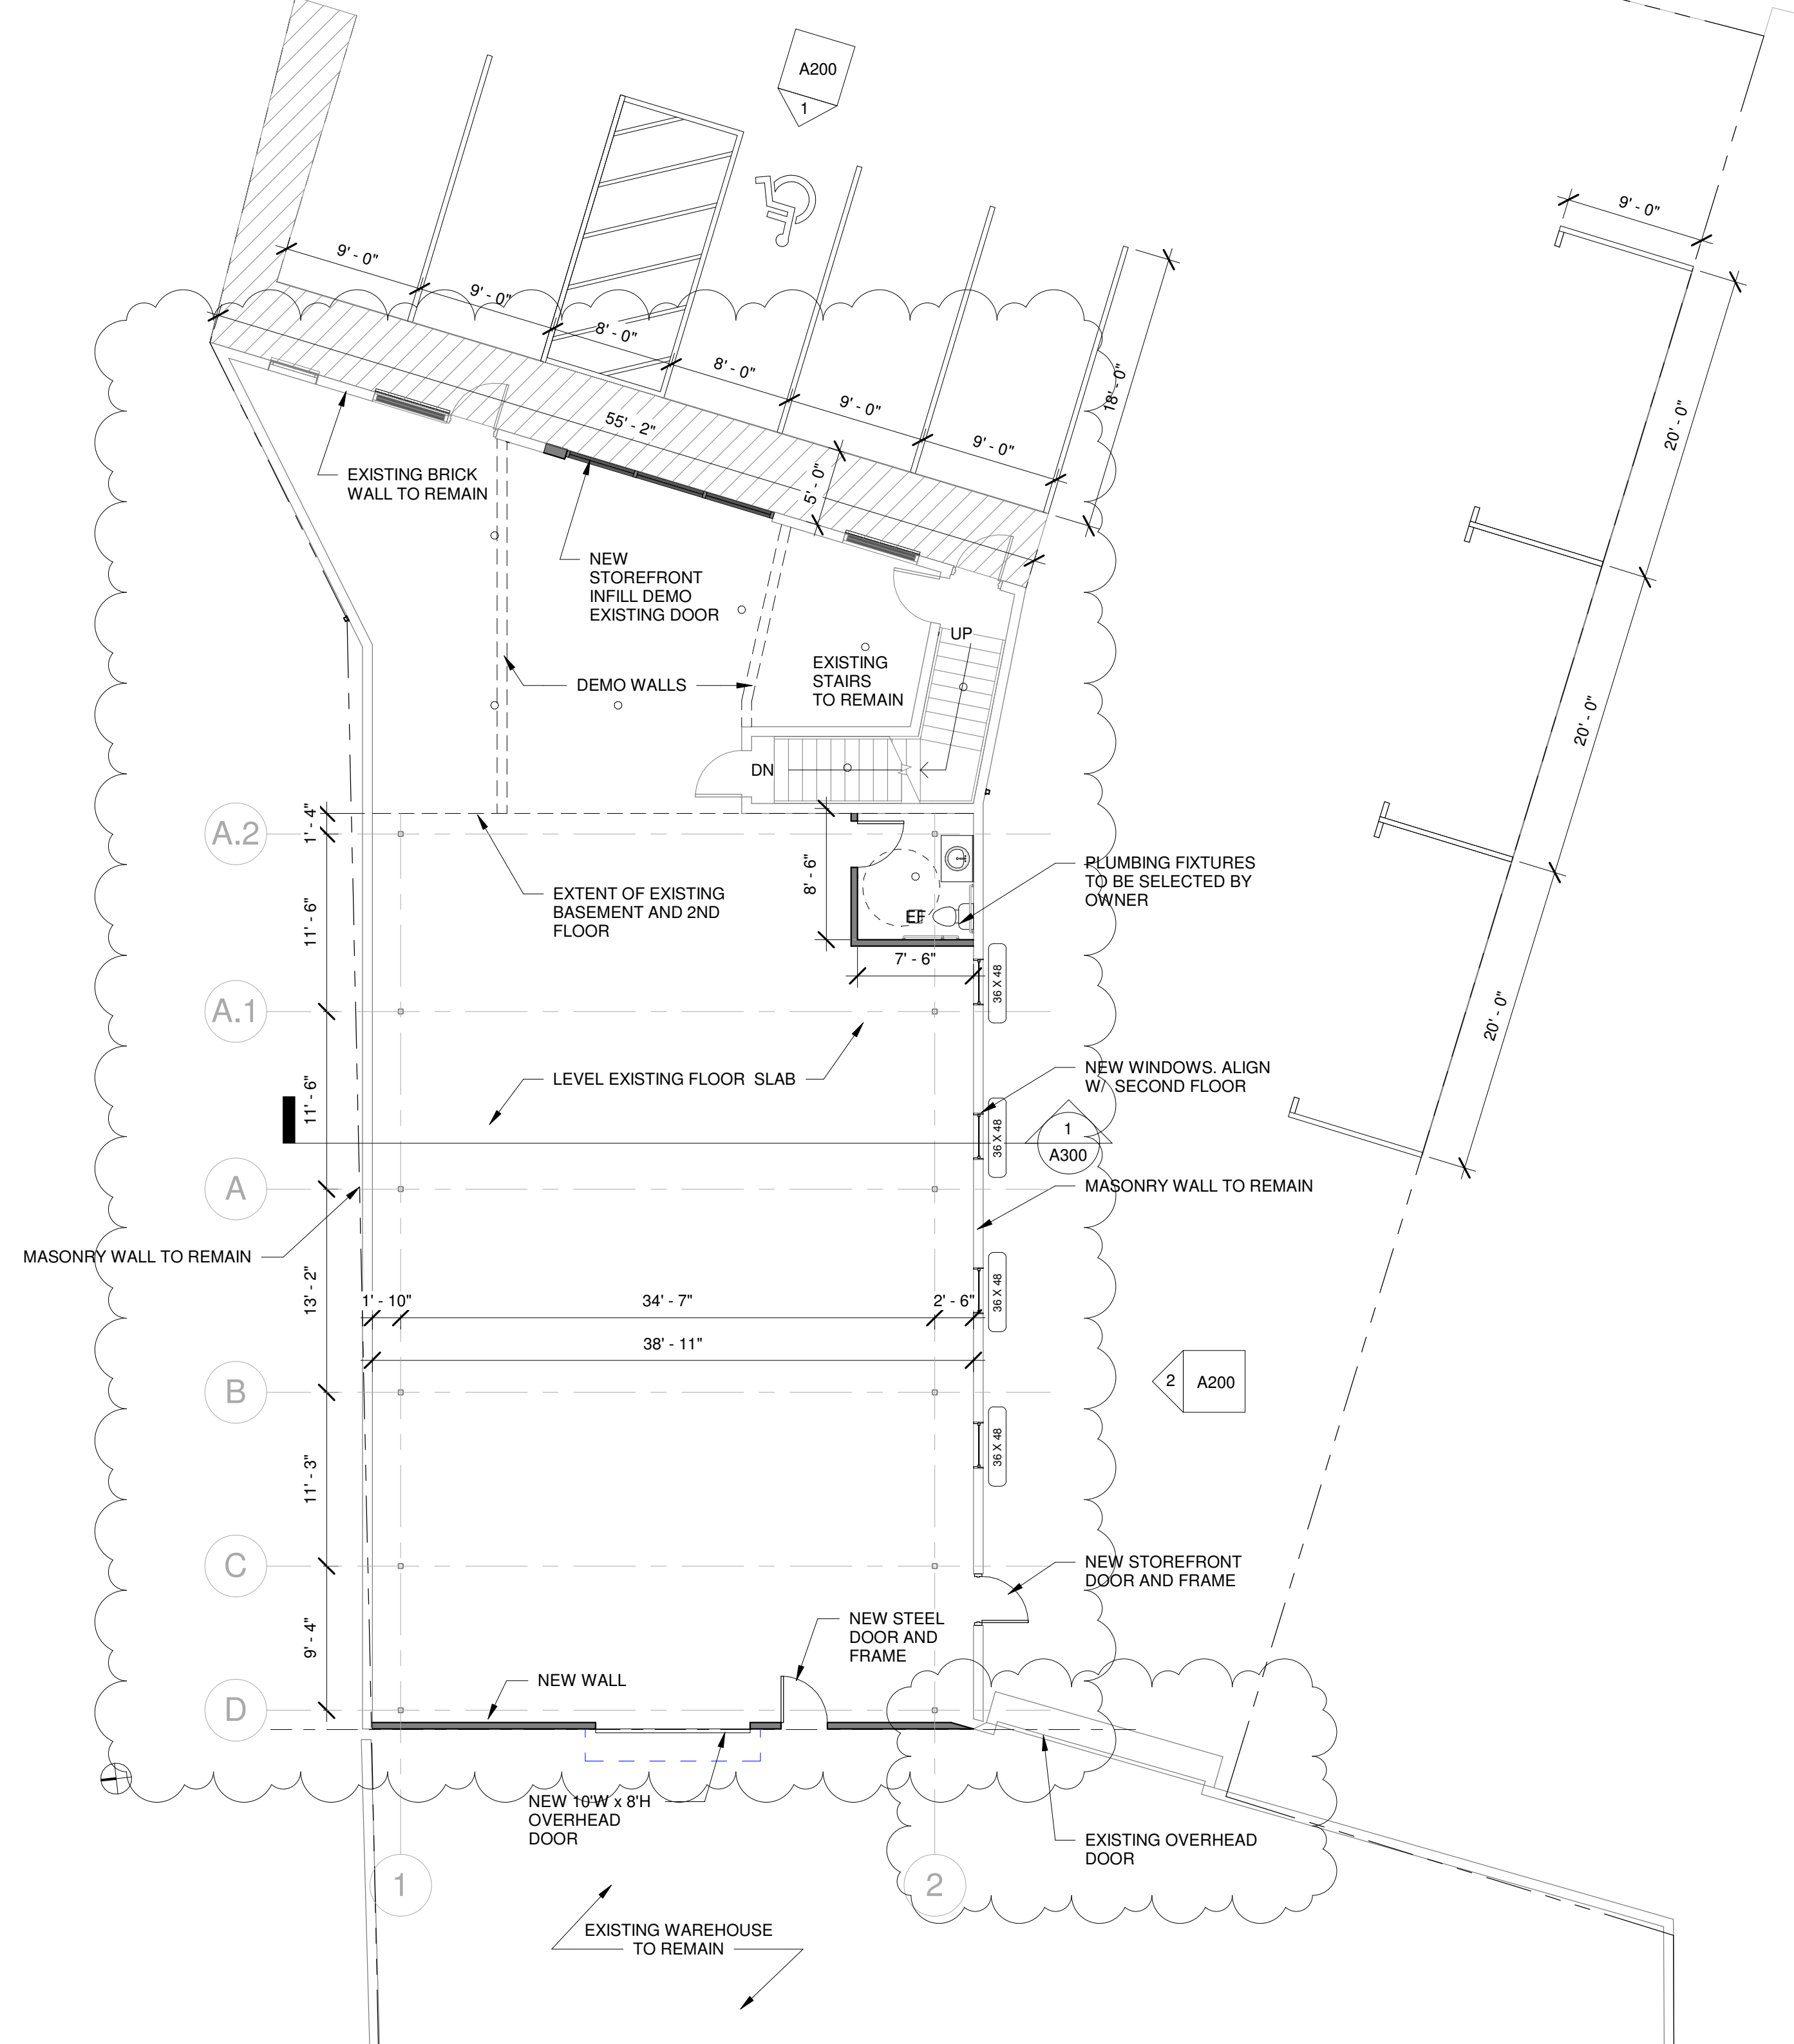 A200
1
9' - 0"
9' - 0"
9' - 0"
8' - 0"
8' - 0"
9' - 0"
9' - 0"
18' - 0"
55' - 2"
5' - 0"
20' - 0"
20' - 0"
20' - 0"
EXISTING BRICK
WALL TO REMAIN
NEW
STOREFRONT
INFILL DEMO
EXISTING DOOR
UP
EXISTING
STAIRS
TO REMAIN
DEMO WALLS
DN
1' - 4"
A.2
8' - 6"
PLUMBING FIXTURES
TO BE SELECTED BY
OWNER
EXTENT OF EXISTING
BASEMENT AND 2ND
FLOOR
EF
11' - 6"
7' - 6"
36 X 48
A.1
LEVEL EXISTING FLOOR SLAB
NEW WINDOWS. ALIGN
W/ SECOND FLOOR
11' - 6"
36 X 48
1
A300
A
MASONRY WALL TO REMAIN
MASONRY WALL TO REMAIN
13' - 2"
1' - 10"
34' - 7"
2' - 6"
36 X 48
38' - 11"
B
2
A200
36 X 48
11' - 3"
C
NEW STOREFRONT
DOOR AND FRAME
9' - 4"
NEW STEEL
DOOR AND
FRAME
NEW WALL
D
NEW 10'W x 8'H
OVERHEAD
DOOR
EXISTING OVERHEAD
DOOR
1
2
EXISTING WAREHOUSE
TO REMAIN